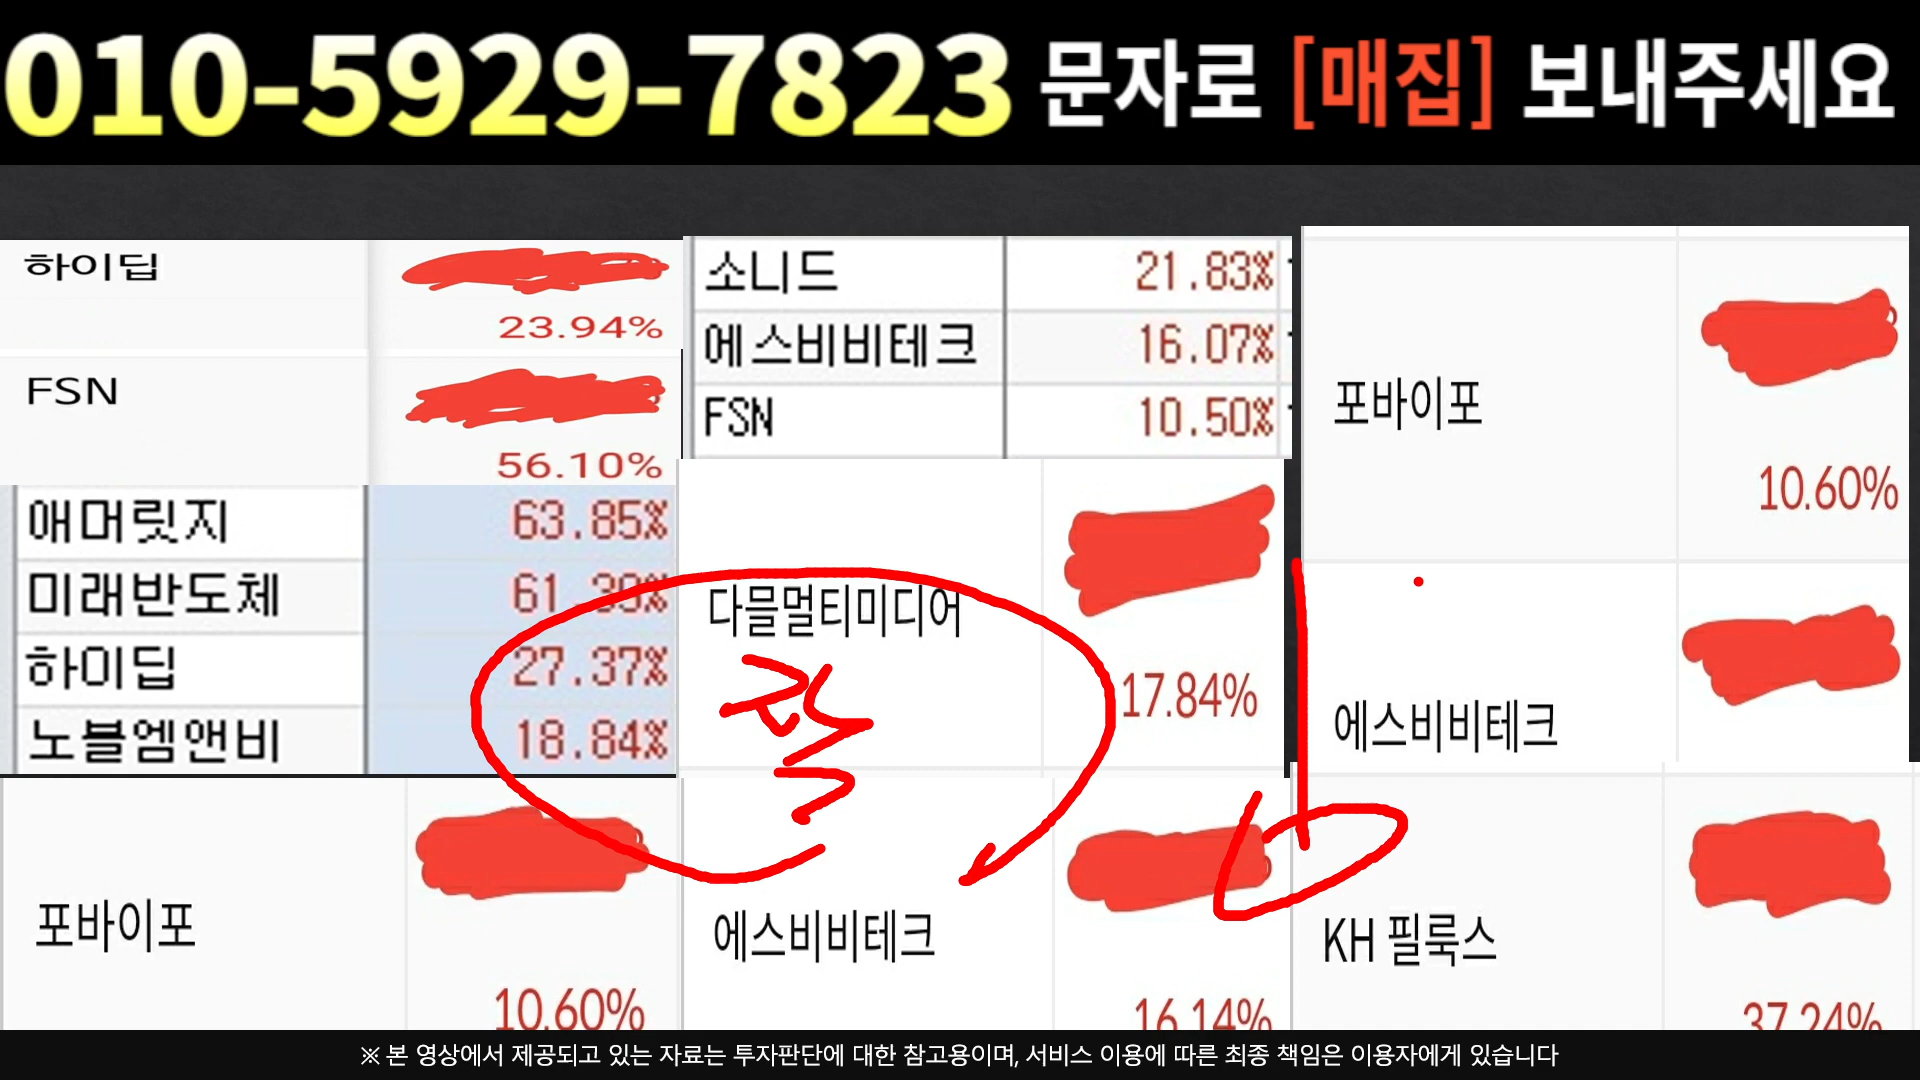 010-5929-7823 문자로 [매집] 보내주세요
하이딥
23.94%
FSN
56.10%
애머릿지 63.85%
미래반도체 61.39%
하이딥 27.37%
노블엠앤비 18.84%
소니드 21.83%
에스비비테크 16.07%
FSN 10.50%
다믈멀티미디어
17.84%
포바이포
10.60%
에스비비테크
포바이포
10.60%
에스비비테크
16.14%
KH 필룩스
37.24%
※ 본 영상에서 제공되고 있는 자료는 투자판단에 대한 참고용이며, 서비스 이용에 따른 최종 책임은 이용자에게 있습니다